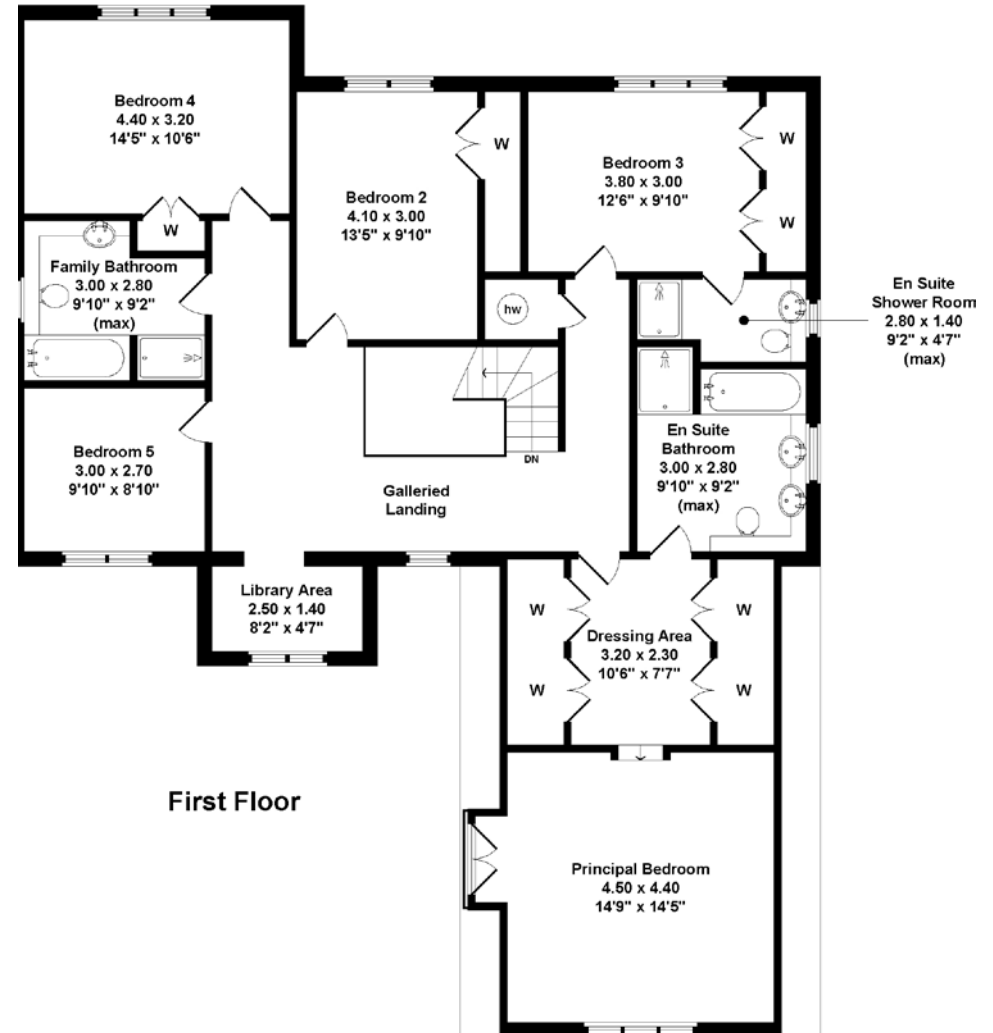 Bedroom 4
4.40 x 3.20
14'5" x 10'6"
W
Bedroom 2
4.10 x 3.00
13'5" x 9'10"
W
Bedroom 3
3.80 x 3.00
12'6" x 9'10"
W
W
Family Bathroom
3.00 x 2.80
9'10" x 9'2"
(max)
hw
En Suite
Shower Room
2.80 x 1.40
9'2" x 4'7"
(max)
Bedroom 5
3.00 x 2.70
9'10" x 8'10"
DN
Galleried
Landing
En Suite
Bathroom
3.00 x 2.80
9'10" x 9'2"
(max)
Library Area
2.50 x 1.40
8'2" x 4'7"
W
W
Dressing Area
3.20 x 2.30
10'6" x 7'7"
W
W
First Floor
Principal Bedroom
4.50 x 4.40
14'9" x 14'5"